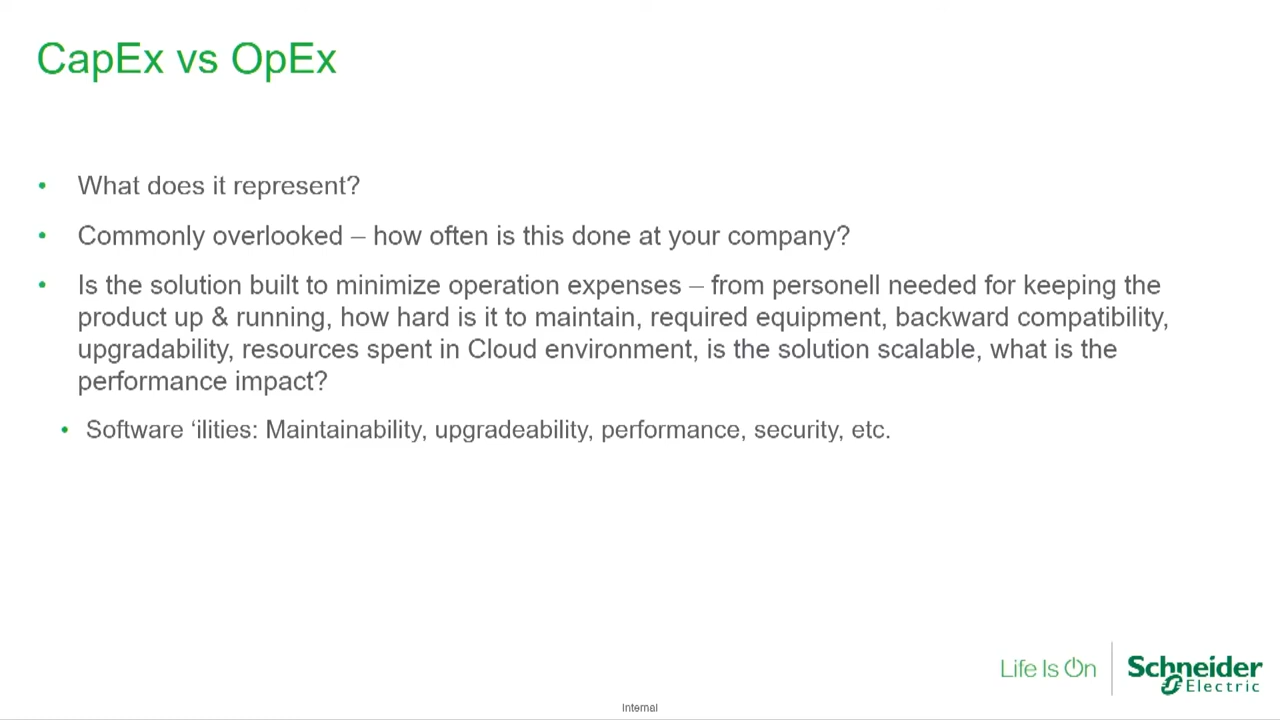 CapEx vs OpEx
• What does it represent?
• Commonly overlooked – how often is this done at your company?
• Is the solution built to minimize operation expenses – from personell needed for keeping the
product up & running, how hard is it to maintain, required equipment, backward compatibility,
upgradability, resources spent in Cloud environment, is the solution scalable, what is the
performance impact?
• Software ‘ilities: Maintainability, upgradeability, performance, security, etc.
Life Is On
Schneider
Electric
Internal